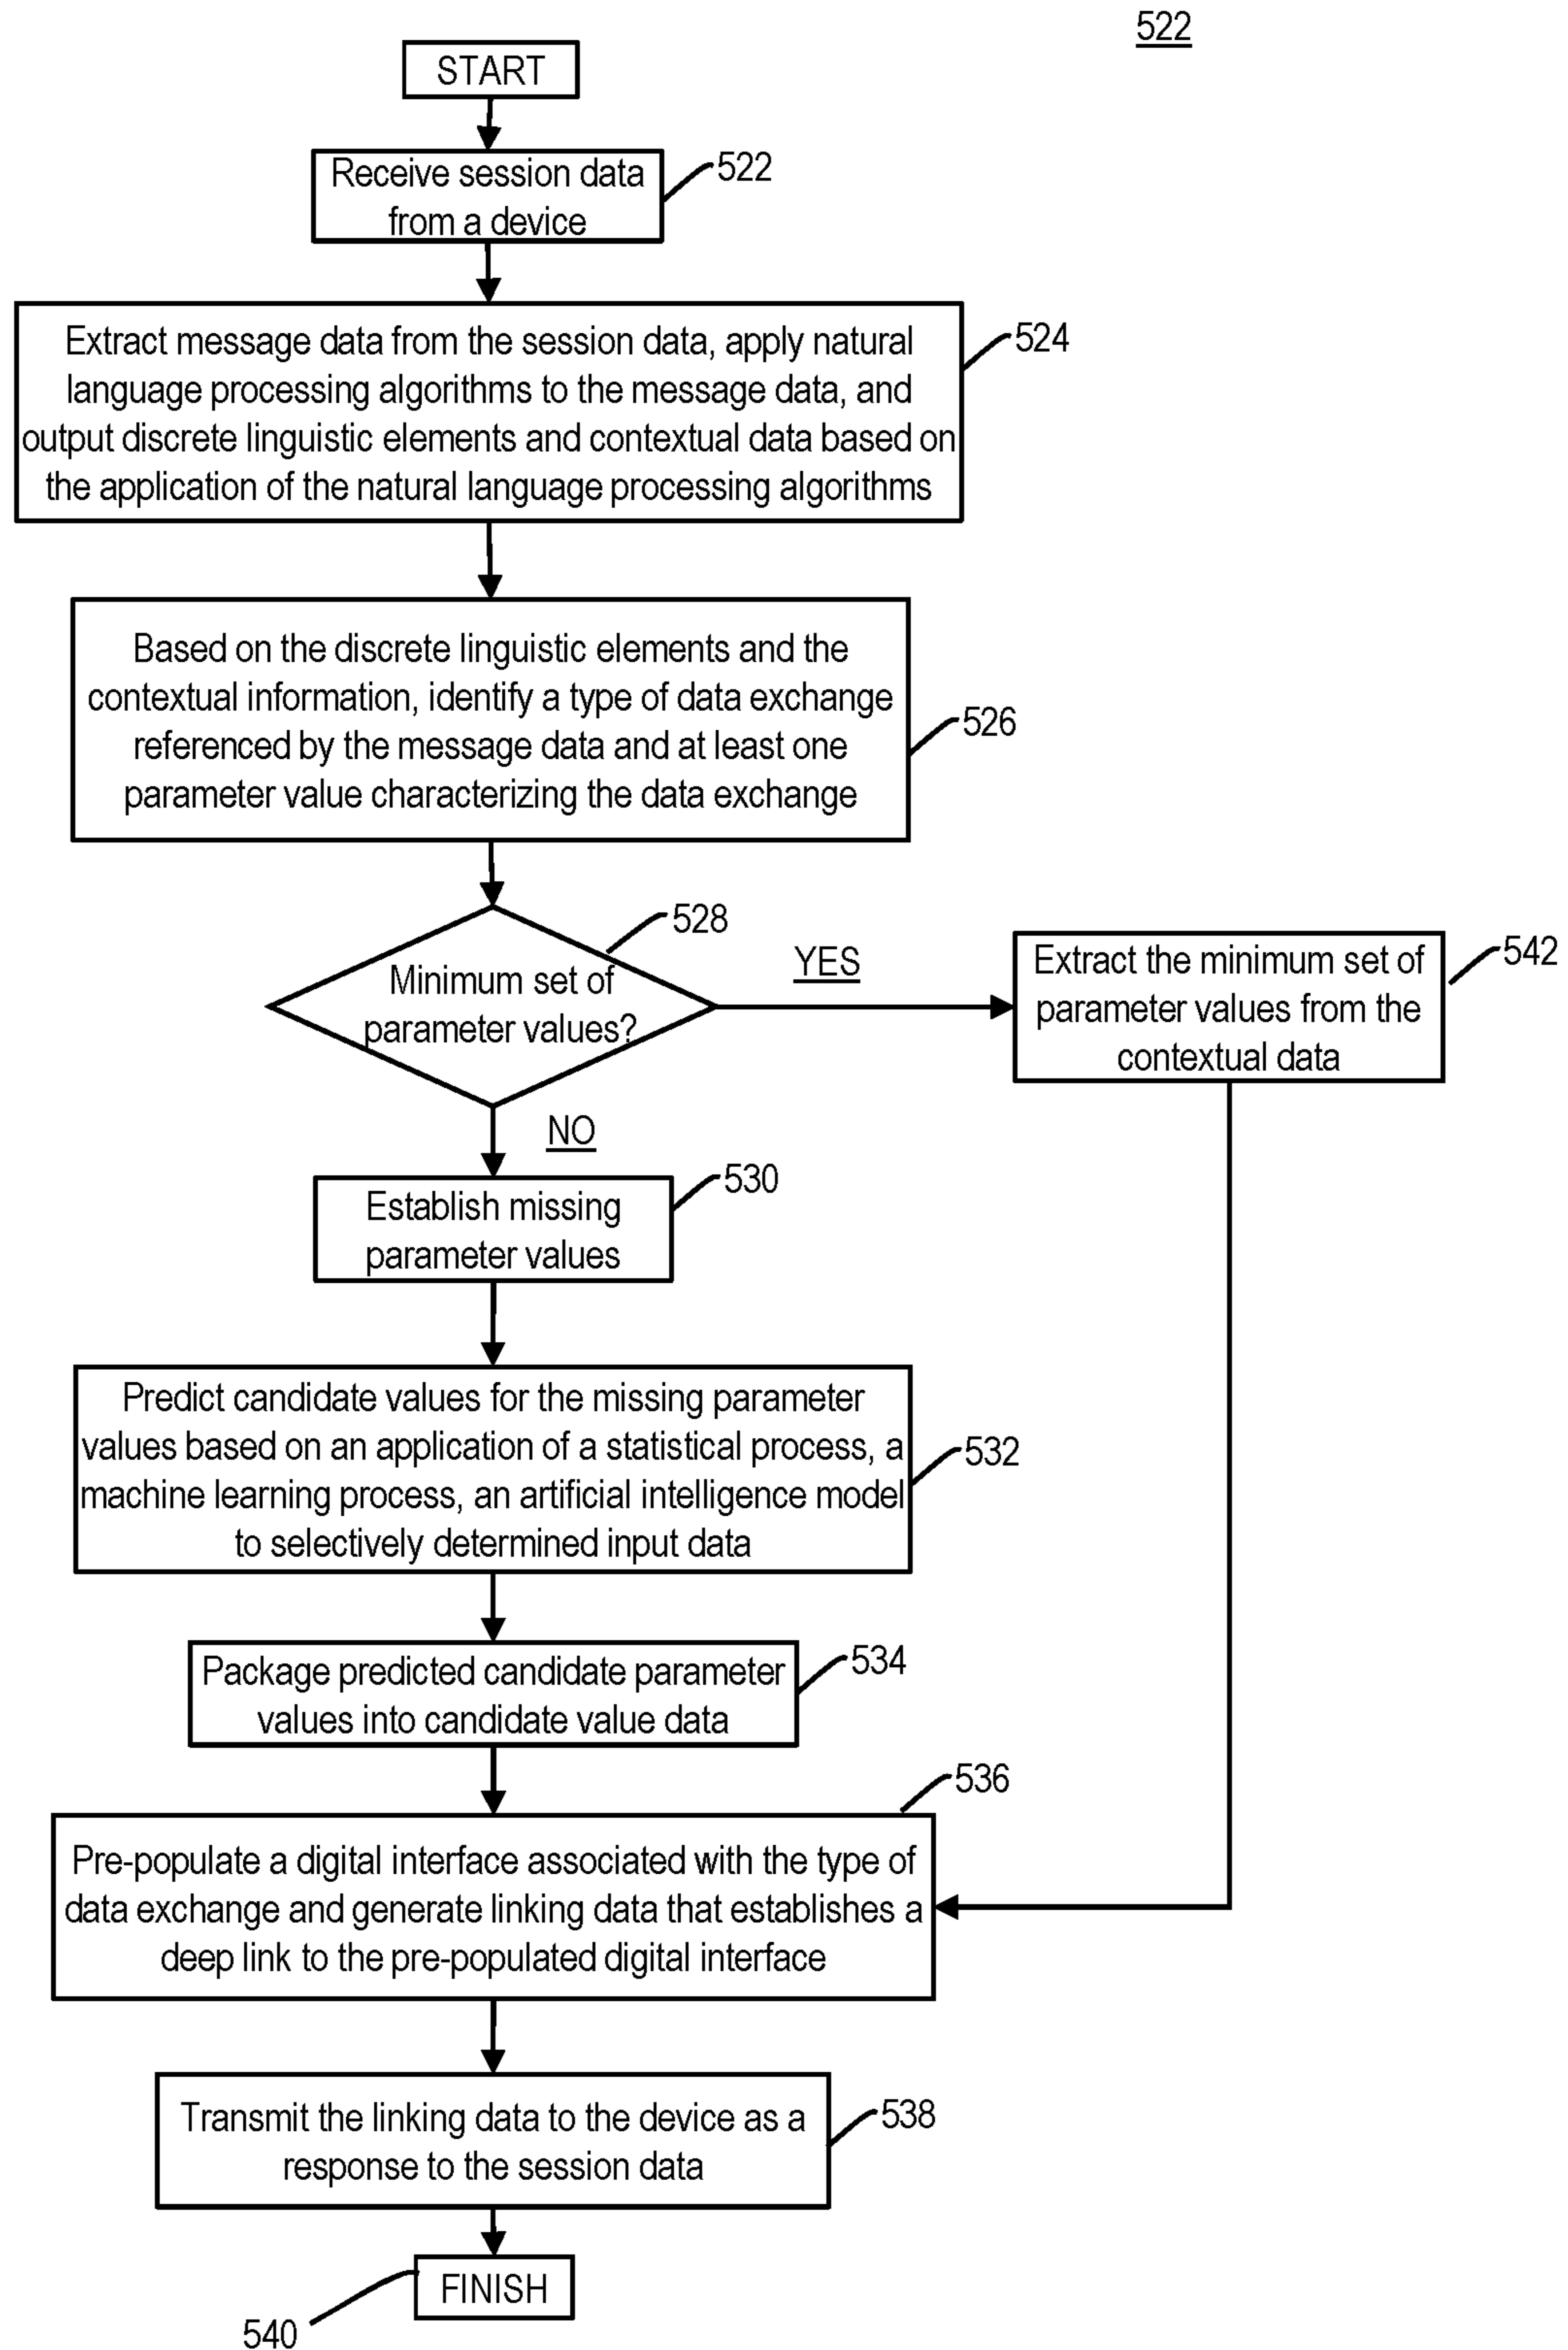 522
START
Receive session data
from a device
522
Extract message data from the session data, apply natural
language processing algorithms to the message data, and
output discrete linguistic elements and contextual data based on
the application of the natural language processing algorithms
524
Based on the discrete linguistic elements and the
contextual information, identify a type of data exchange
referenced by the message data and at least one
parameter value characterizing the data exchange
526
528
Minimum set of
parameter values?
YES
Extract the minimum set of
parameter values from the
contextual data
542
NO
Establish missing
parameter values
530
Predict candidate values for the missing parameter
values based on an application of a statistical process, a
machine learning process, an artificial intelligence model
to selectively determined input data
532
Package predicted candidate parameter
values into candidate value data
534
536
Pre-populate a digital interface associated with the type of
data exchange and generate linking data that establishes a
deep link to the pre-populated digital interface
Transmit the linking data to the device as a
response to the session data
538
FINISH
540